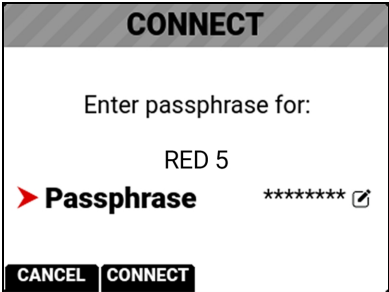 CONNECT
Enter passphrase for:
RED 5
Passphrase ********
CANCEL CONNECT